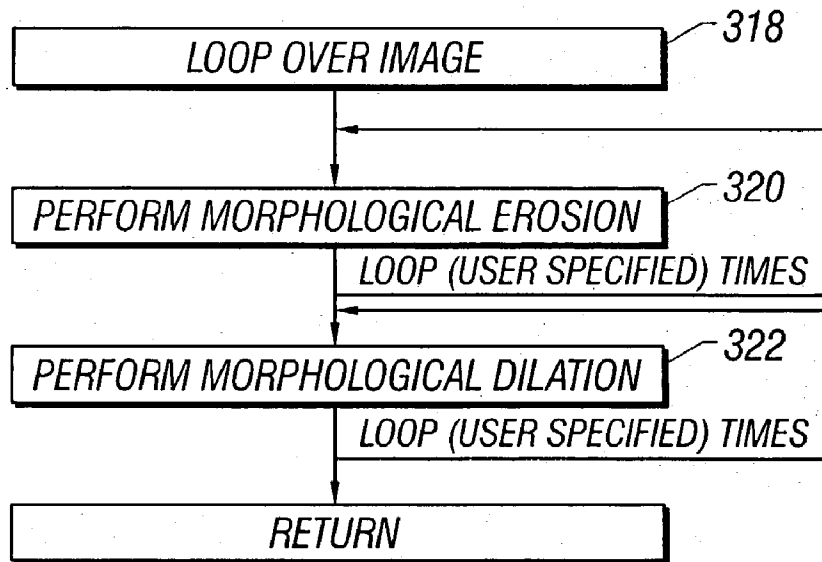 318
LOOP OVER IMAGE
320
PERFORM MORPHOLOGICAL EROSION
LOOP (USER SPECIFIED) TIMES
322
PERFORM MORPHOLOGICAL DILATION
LOOP (USER SPECIFIED) TIMES
RETURN